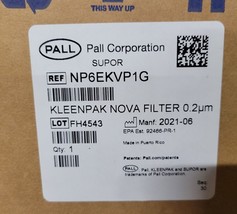 THIS WAY UP
PALL Pall Corporation
SUPOR
REF NP6EKVP1G
KLEENPAK NOVA FILTER 0.2µm
LOT FH4543 Manf. 2021-06
EPA Est. 92466-PR-1
Qty. 1 Made in Puerto Rico
Patents: pall.com/patents
Pall, PALL, KLEENPAK and SUPOR are
trademarks of Pall Corporation.